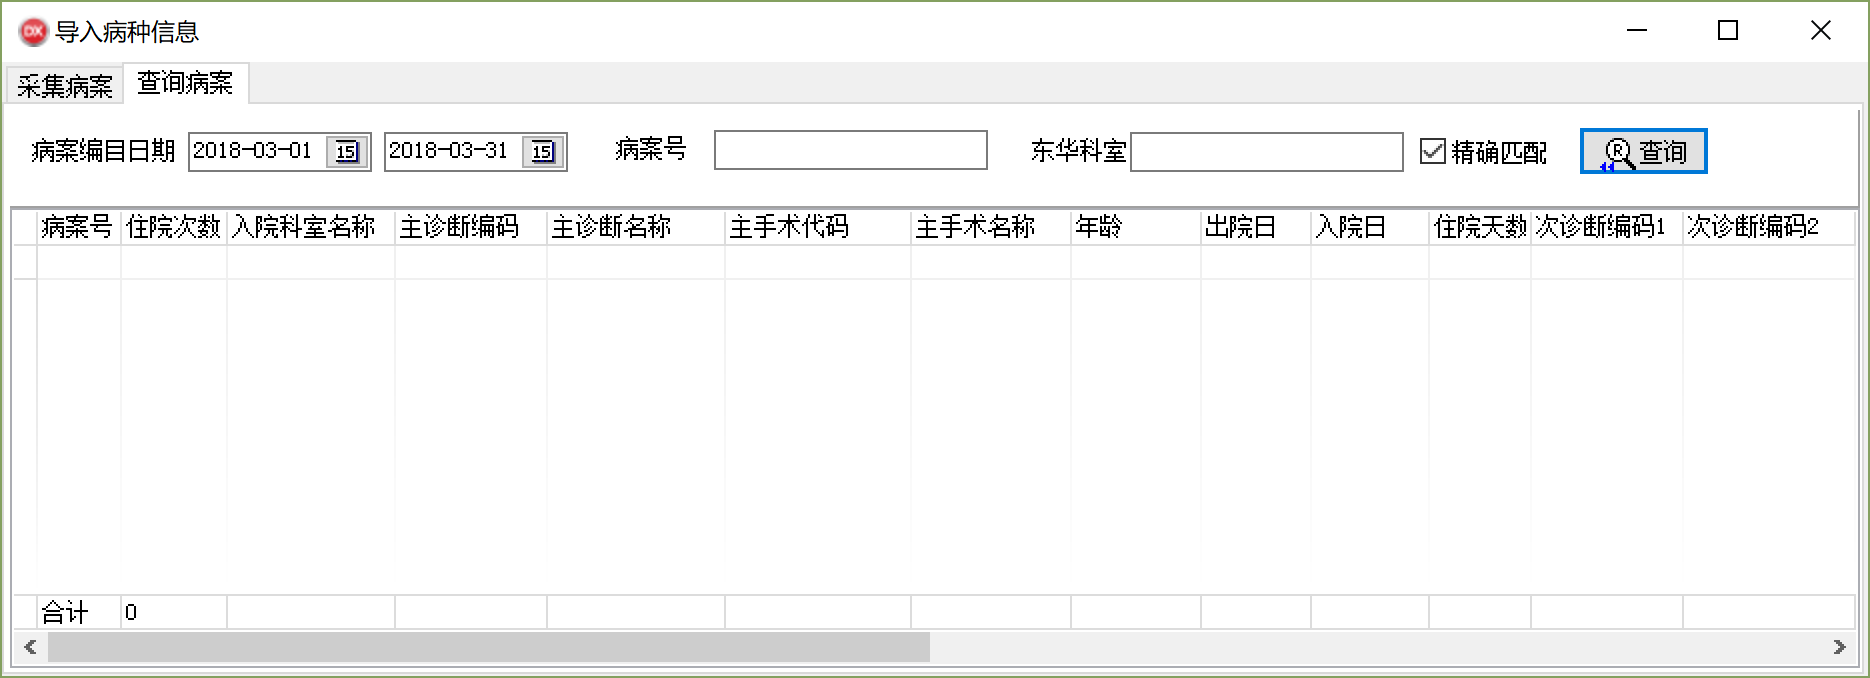 DX 导入病种信息
采集病案 查询病案
病案编目日期 2018-03-01 15 2018-03-31 15 病案号 东华科室 精确匹配 R 查询
病案号 住院次数 入院科室名称 主诊断编码 主诊断名称 主手术代码 主手术名称 年龄 出院日 入院日 住院天数 次诊断编码1 次诊断编码2
合计 0